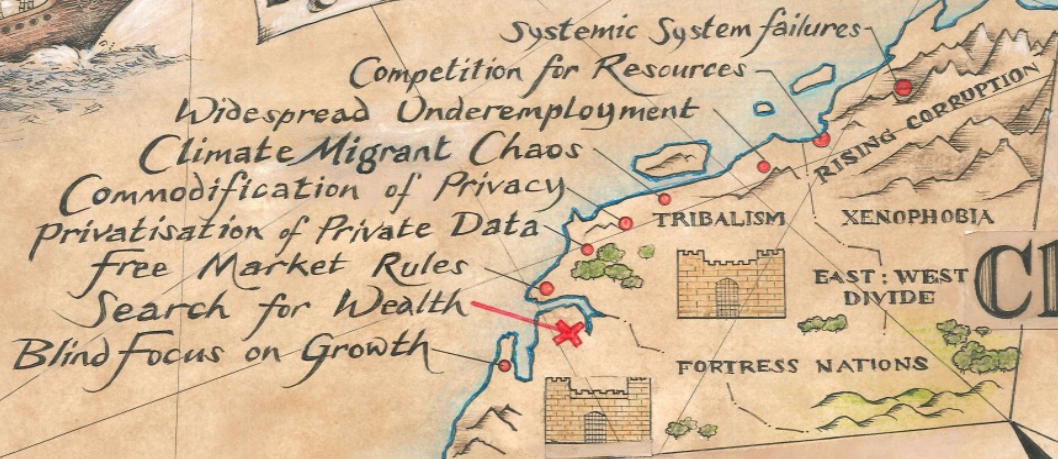 Systemic System failures
Competition for Resources
Widespread Underemployment
Climate Migrant Chaos
Commodification of Privacy
Privatisation of Private Data
Free Market Rules
Search for Wealth
Blind Focus on Growth
RISING CORRUPTION
TRIBALISM
XENOPHOBIA
EAST : WEST
DIVIDE
FORTRESS NATIONS